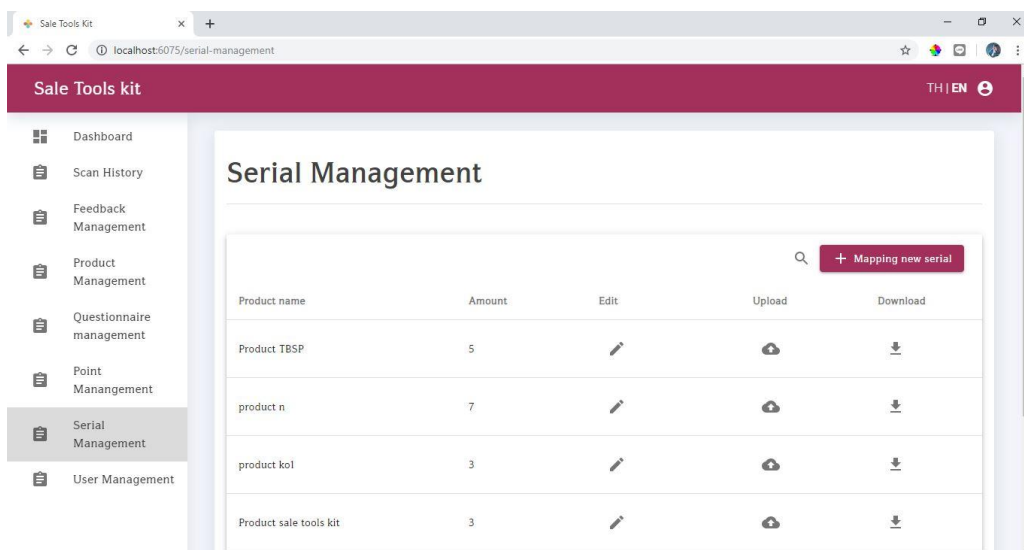 Sale Tools Kit
localhost:6075/serial-management
Sale Tools kit
TH | EN
Dashboard
Scan History
Feedback
Management
Product
Management
Questionnaire
management
Point
Manangement
Serial
Management
User Management
Serial Management
Mapping new serial
Product name Amount Edit Upload Download
Product TBSP 5
product n 7
product kol 3
Product sale tools kit 3